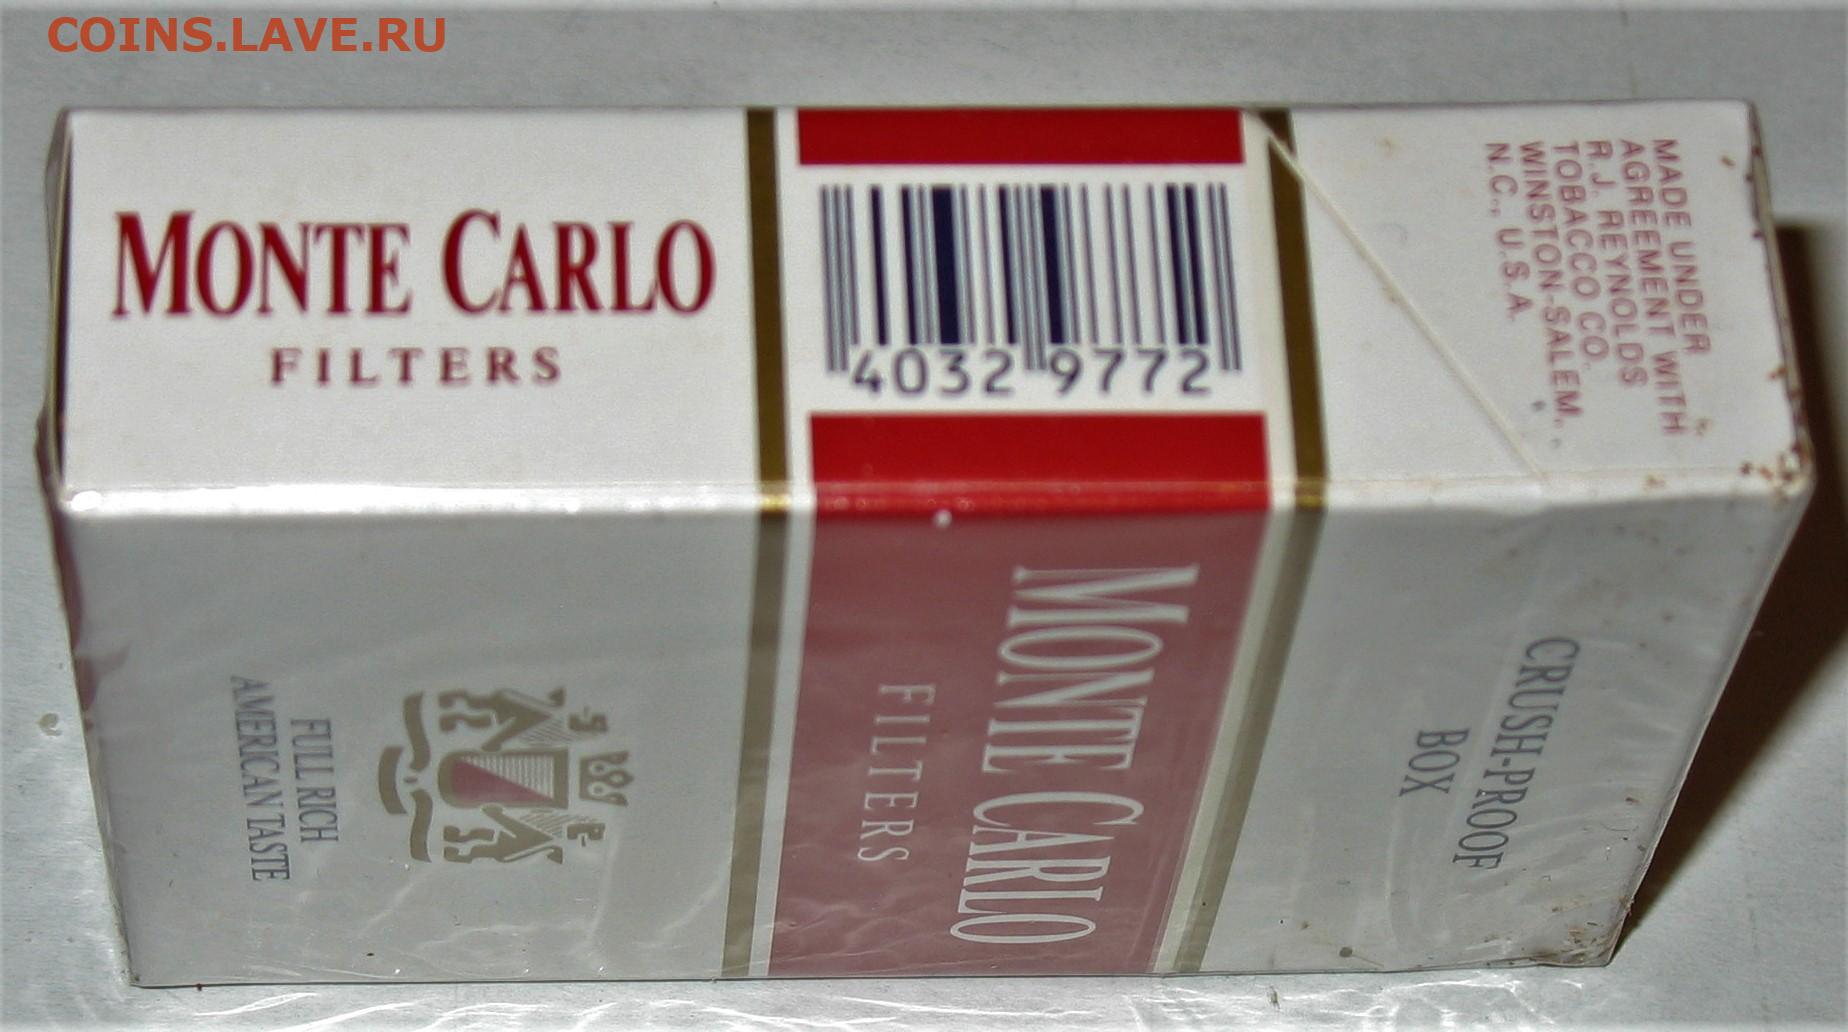 COINS.LAVE.RU
MONTE CARLO
FILTERS
4032 9772
MADE UNDER
AGREEMENT WITH
R.J. REYNOLDS
TOBACCO CO.
WINSTON-SALEM,
N.C., U.S.A.
CRUSH-PROOF
BOX
MONTE CARLO
FILTERS
FULL RICH
AMERICAN TASTE